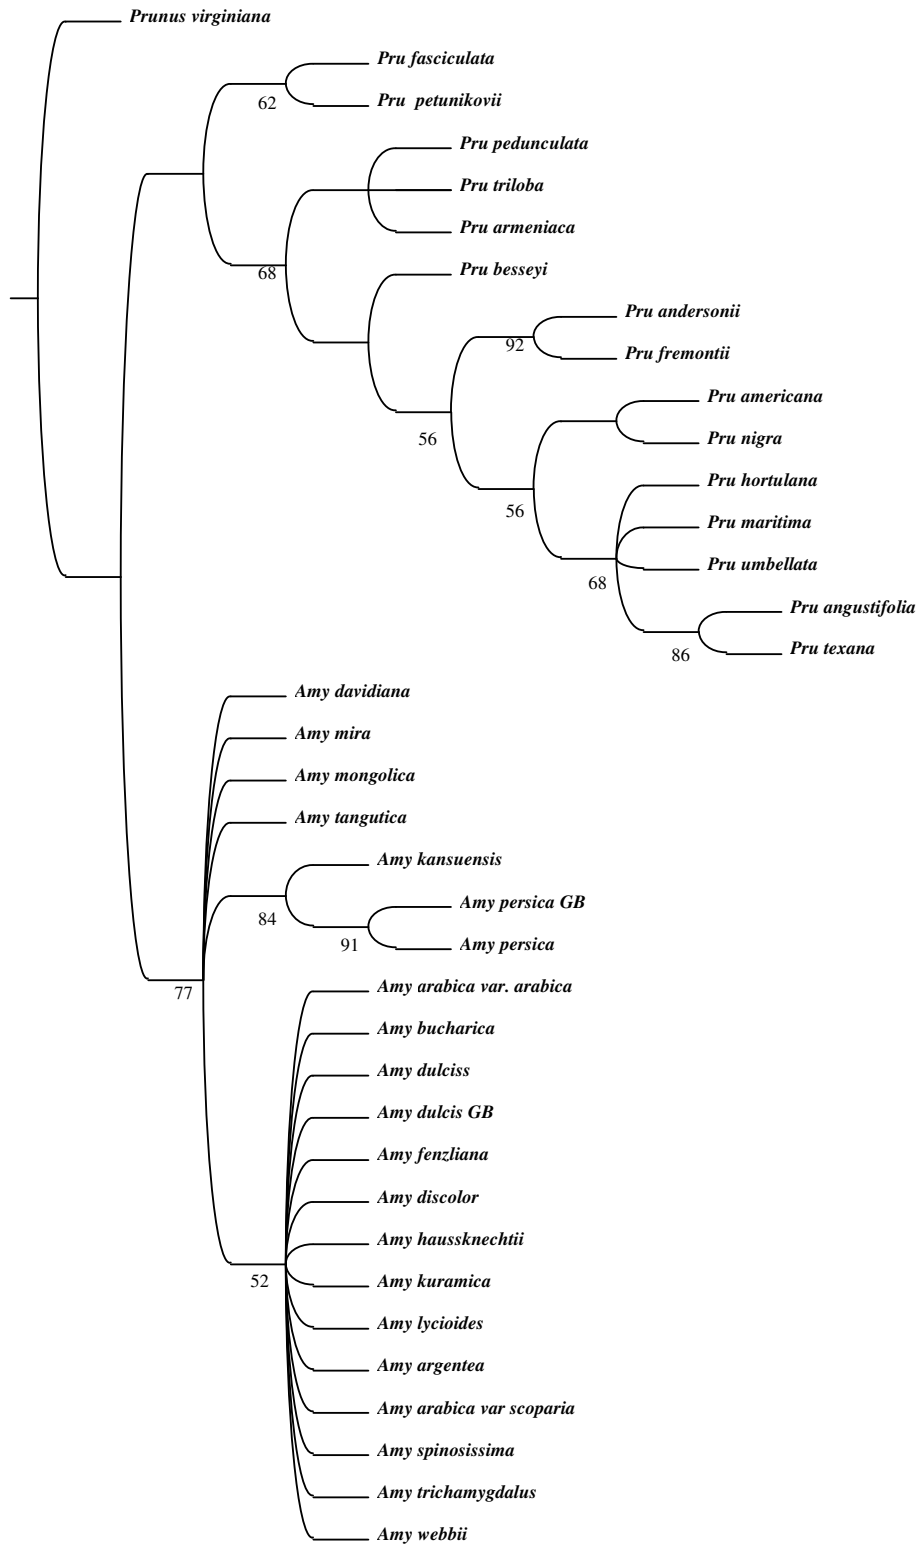 Prunus virginiana
Pru fasciculata
62
Pru petunikovii
Pru pedunculata
Pru triloba
Pru armeniaca
68
Pru besseyi
Pru andersonii
92
Pru fremontii
Pru americana
56
Pru nigra
Pru hortulana
56
Pru maritima
Pru umbellata
68
Pru angustifolia
86
Pru texana
Amy davidiana
Amy mira
Amy mongolica
Amy tangutica
Amy kansuensis
84
Amy persica GB
91
Amy persica
77
Amy arabica var. arabica
Amy bucharica
Amy dulciss
Amy dulcis GB
Amy fenzliana
Amy discolor
Amy haussknechtii
52
Amy kuramica
Amy lycioides
Amy argentea
Amy arabica var scoparia
Amy spinosissima
Amy trichamygdalus
Amy webbii